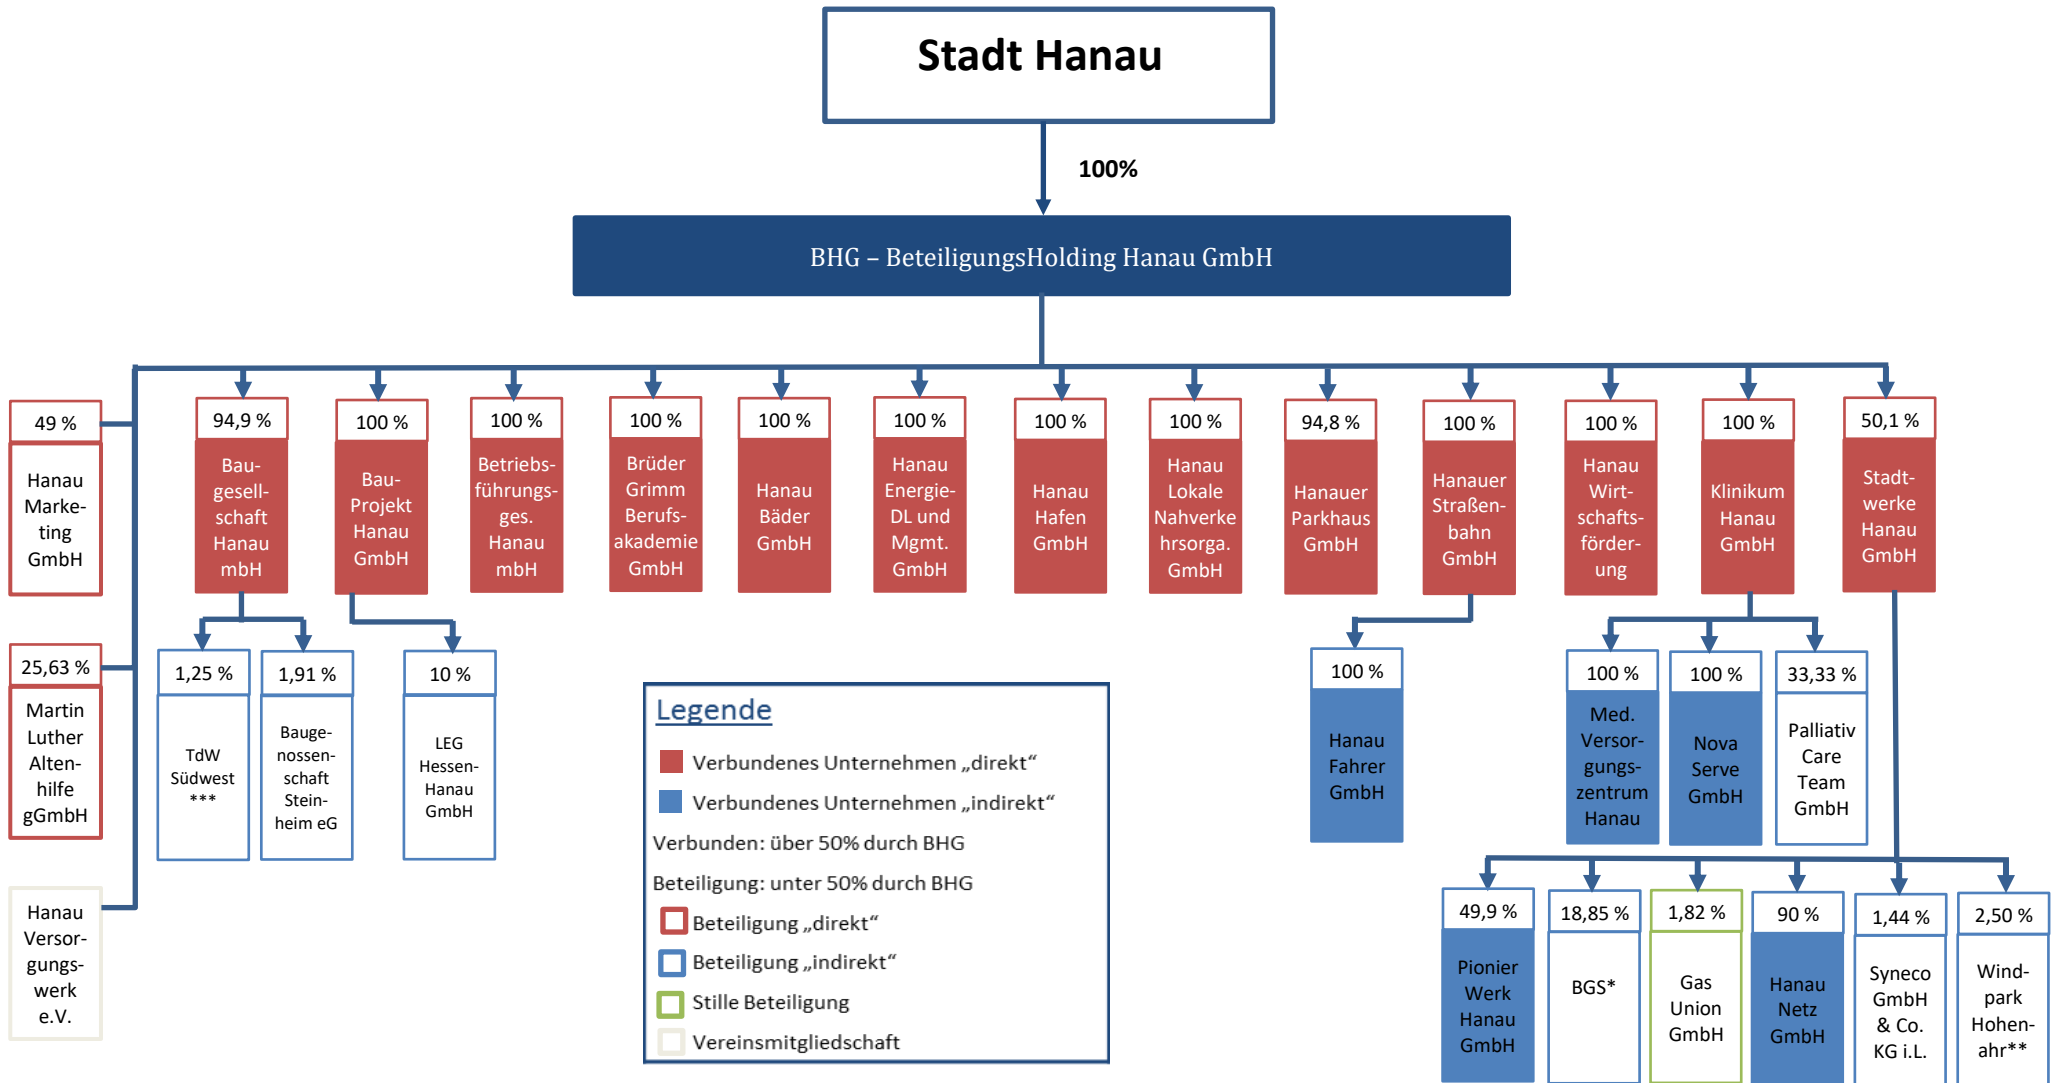 Stadt Hanau
100%
BHG – BeteiligungsHolding Hanau GmbH
49 %
Hanau
Marke-
ting
GmbH
94,9 %
Bau-
gesell-
schaft
Hanau
mbH
100 %
Bau-
Projekt
Hanau
GmbH
100 %
Betriebs-
führungs-
ges.
Hanau
mbH
100 %
Brüder
Grimm
Berufs-
akademie
GmbH
100 %
Hanau
Bäder
GmbH
100 %
Hanau
Energie-
DL und
Mgmt.
GmbH
100 %
Hanau
Hafen
GmbH
100 %
Hanau
Lokale
Nahverke
hrsorga.
GmbH
94,8 %
Hanauer
Parkhaus
GmbH
100 %
Hanauer
Straßen-
bahn
GmbH
100 %
Hanau
Wirt-
schafts-
förder-
ung
100 %
Klinikum
Hanau
GmbH
50,1 %
Stadt-
werke
Hanau
GmbH
25,63 %
Martin
Luther
Alten-
hilfe
gGmbH
1,25 %
TdW
Südwest
***
1,91 %
Bauge-
nossen-
schaft
Stein-
heim eG
10 %
LEG
Hessen-
Hanau
GmbH
100 %
Hanau
Fahrer
GmbH
100 %
Med.
Versor-
gungs-
zentrum
Hanau
100 %
Nova
Serve
GmbH
33,33 %
Palliativ
Care
Team
GmbH
Hanau
Versor-
gungs-
werk
e.V.
Legende
Verbundenes Unternehmen „direkt“
Verbundenes Unternehmen „indirekt“
Verbunden: über 50% durch BHG
Beteiligung: unter 50% durch BHG
Beteiligung „direkt“
Beteiligung „indirekt“
Stille Beteiligung
Vereinsmitgliedschaft
49,9 %
Pionier
Werk
Hanau
GmbH
18,85 %
BGS*
1,82 %
Gas
Union
GmbH
90 %
Hanau
Netz
GmbH
1,44 %
Syneco
GmbH
& Co.
KG i.L.
2,50 %
Wind-
park
Hohen-
ahr**